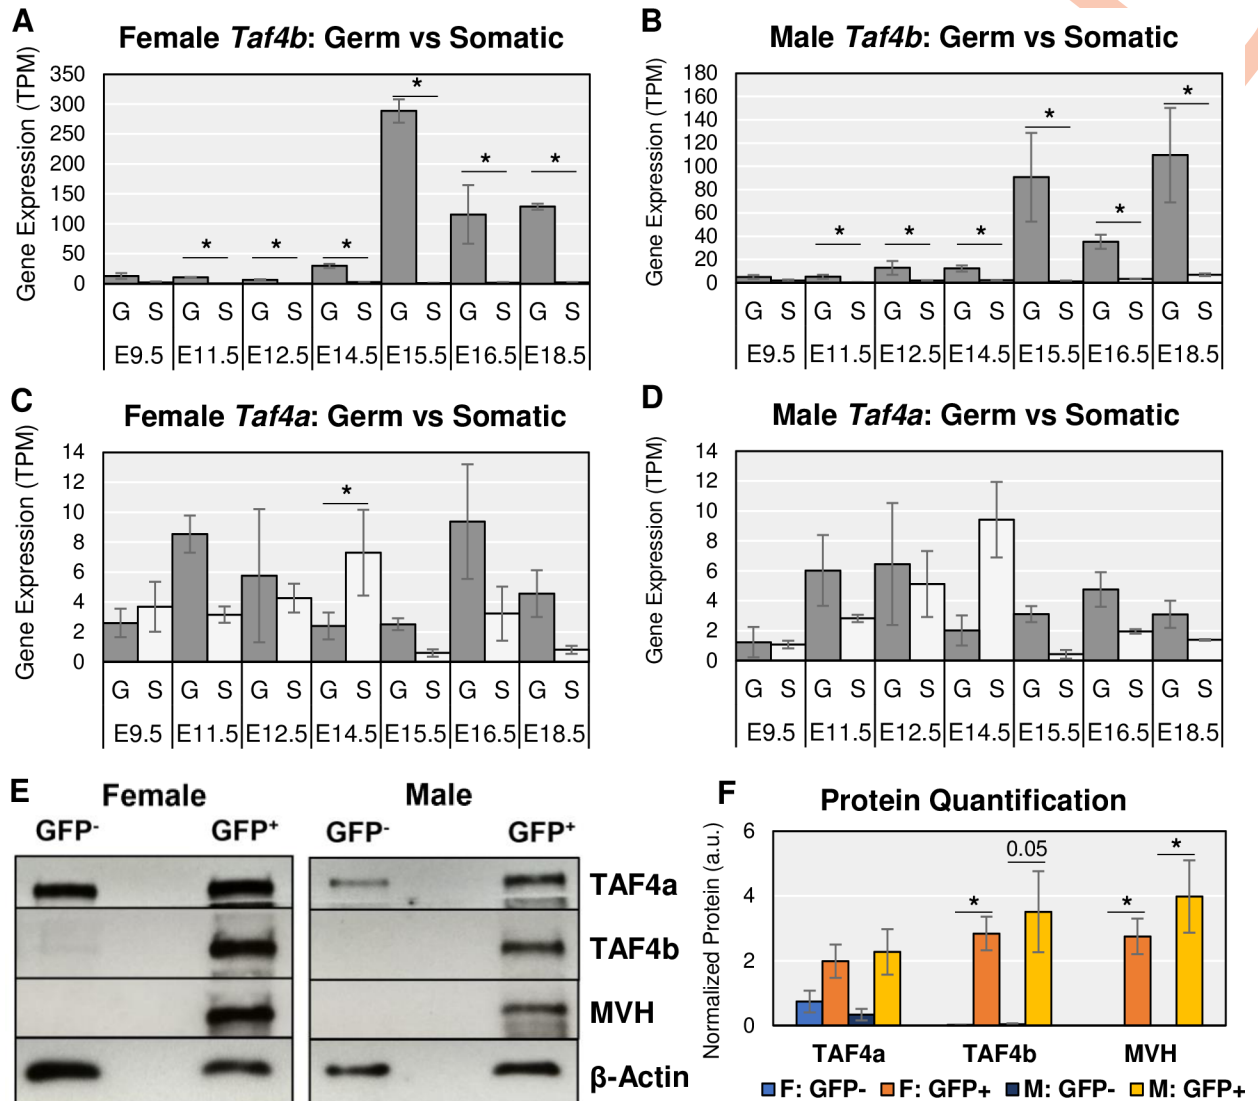 A
Female Taf4b: Germ vs Somatic
Gene Expression (TPM)
350
300
250
200
150
100
50
0
* * * * * *
G S G S G S G S G S G S G S
E9.5 E11.5 E12.5 E14.5 E15.5 E16.5 E18.5
B
Male Taf4b: Germ vs Somatic
Gene Expression (TPM)
180
160
140
120
100
80
60
40
20
0
* * * * * *
G S G S G S G S G S G S G S
E9.5 E11.5 E12.5 E14.5 E15.5 E16.5 E18.5
C
Female Taf4a: Germ vs Somatic
Gene Expression (TPM)
14
12
10
8
6
4
2
0
*
G S G S G S G S G S G S G S
E9.5 E11.5 E12.5 E14.5 E15.5 E16.5 E18.5
D
Male Taf4a: Germ vs Somatic
Gene Expression (TPM)
14
12
10
8
6
4
2
0
G S G S G S G S G S G S G S
E9.5 E11.5 E12.5 E14.5 E15.5 E16.5 E18.5
E
Female Male
GFP- GFP+ GFP- GFP+
TAF4a
TAF4b
MVH
β-Actin
F
Protein Quantification
Normalized Protein (a.u.)
6
4
2
0
* 0.05 * *
TAF4a TAF4b MVH
F: GFP- F: GFP+ M: GFP- M: GFP+